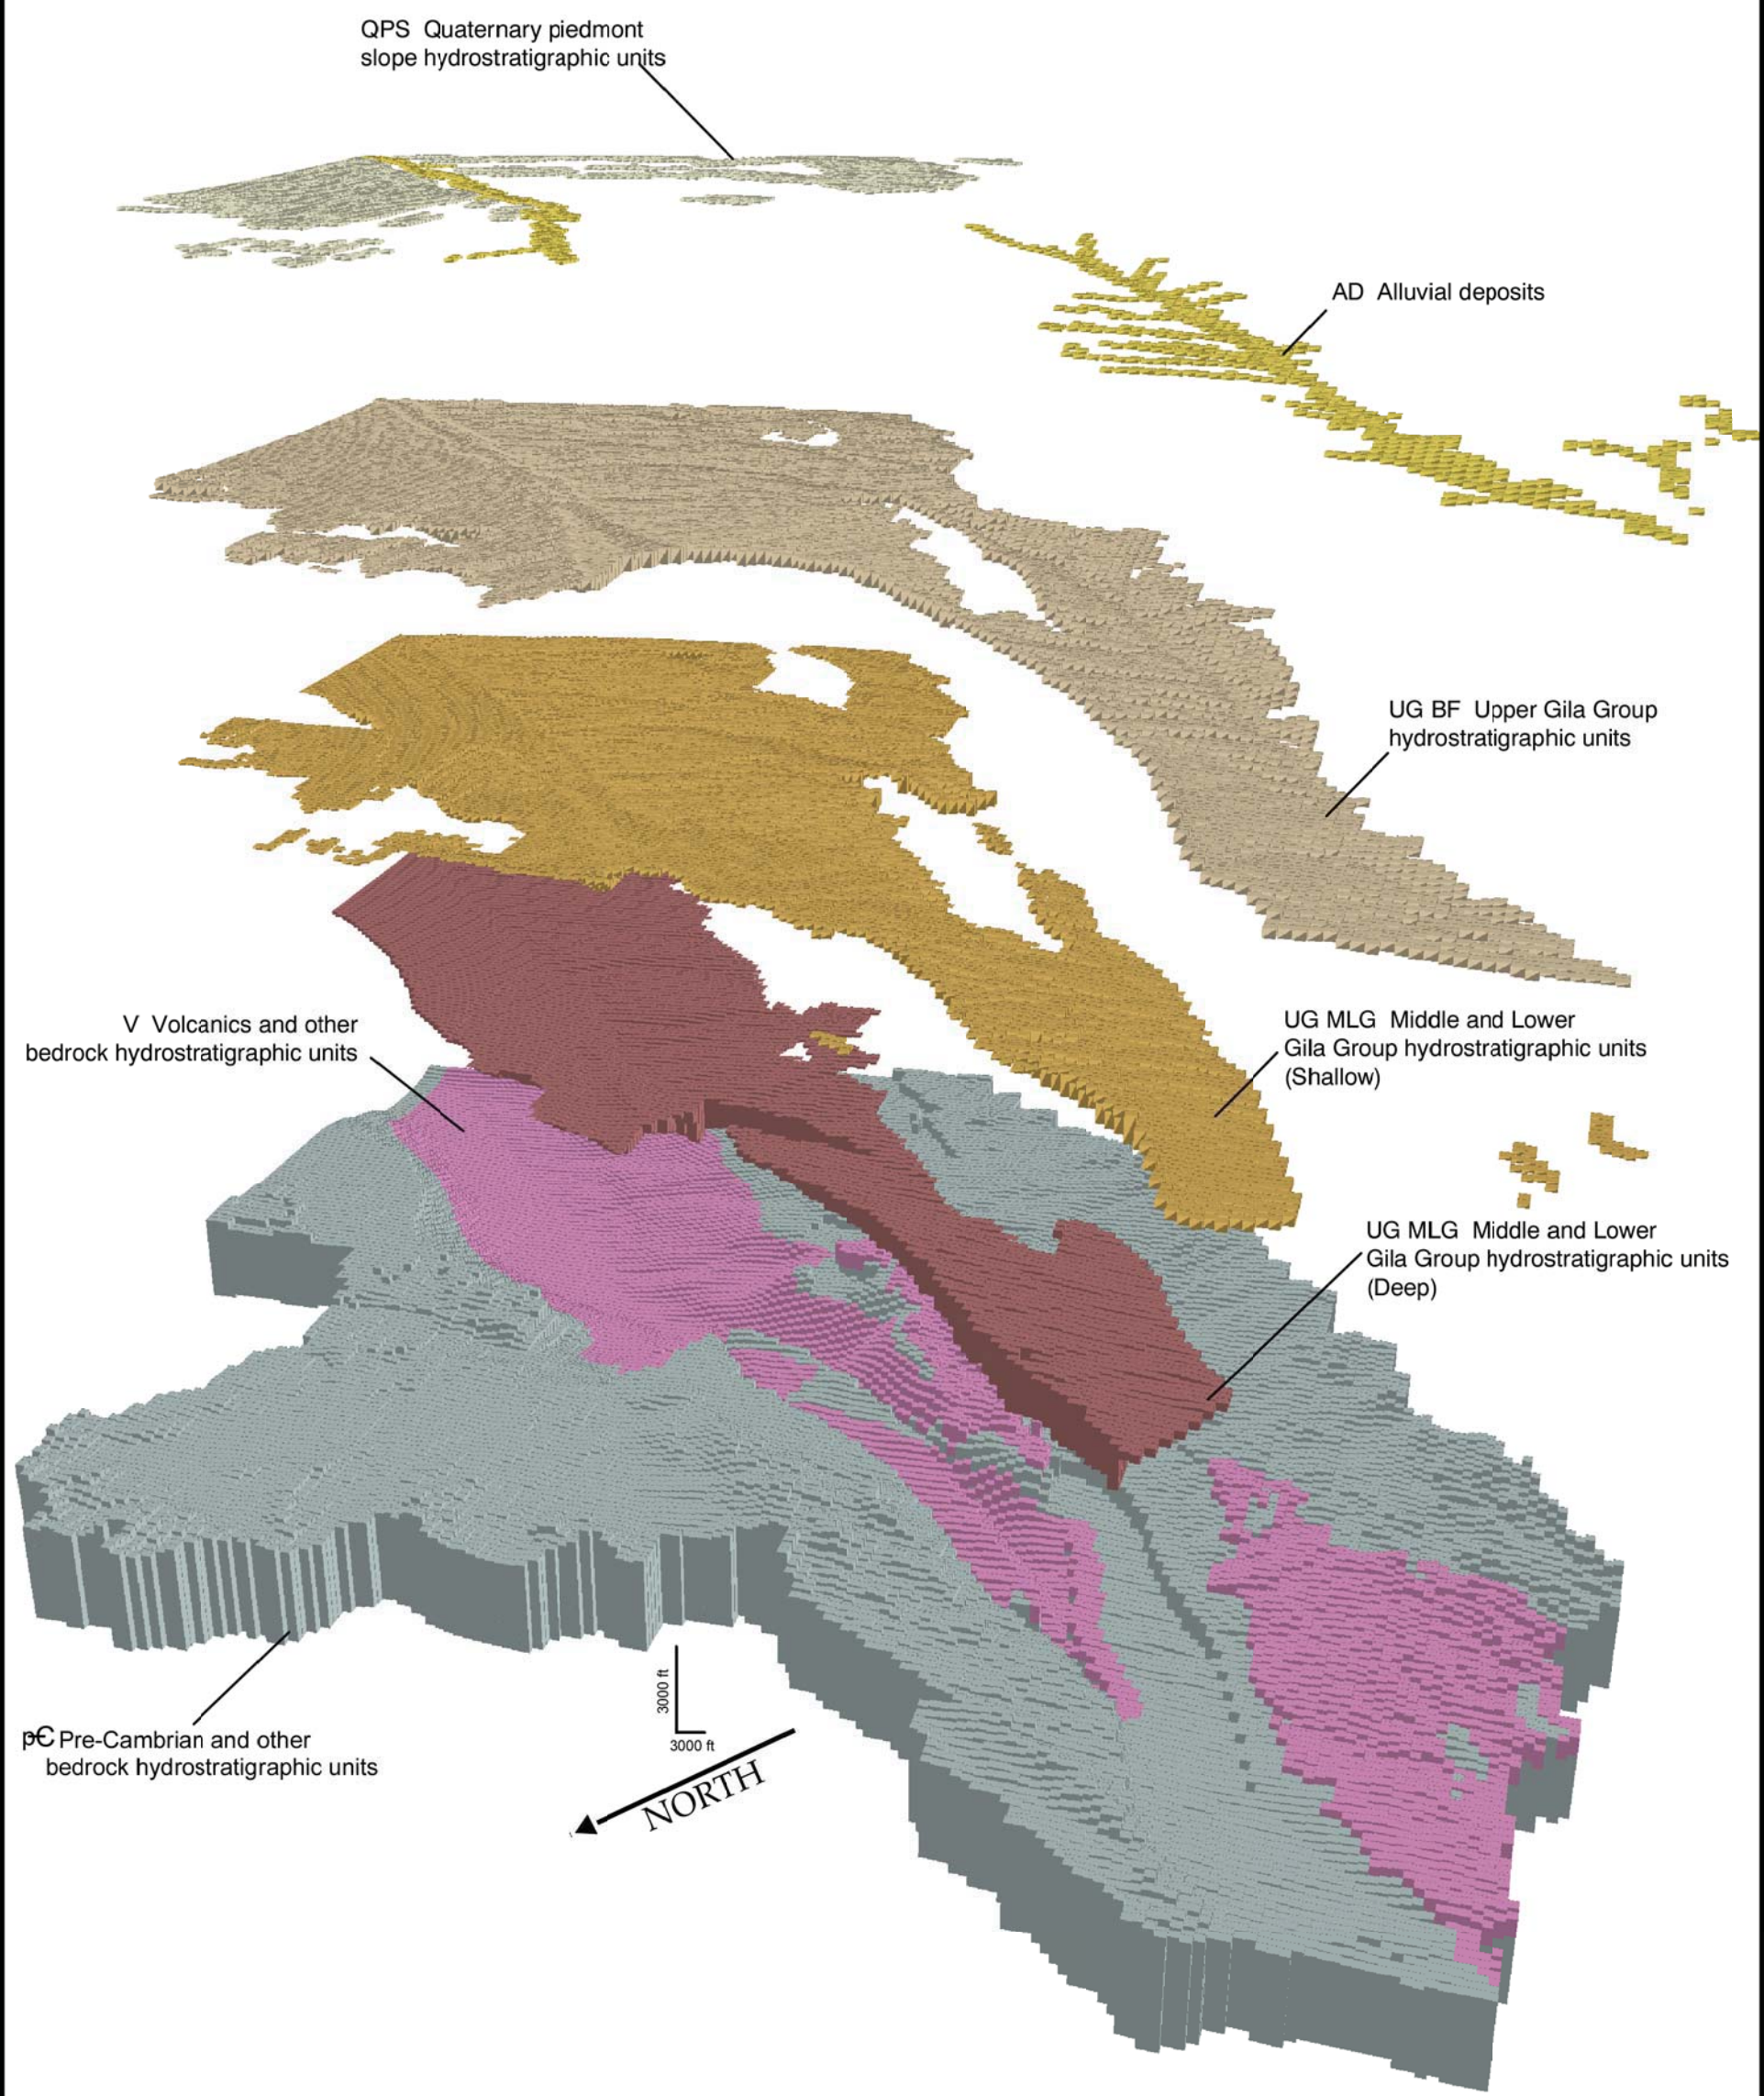 QPS Quaternary piedmont
slope hydrostratigraphic units
AD Alluvial deposits
UG BF Upper Gila Group
hydrostratigraphic units
V Volcanics and other
bedrock hydrostratigraphic units
UG MLG Middle and Lower
Gila Group hydrostratigraphic units
(Shallow)
UG MLG Middle and Lower
Gila Group hydrostratigraphic units
(Deep)
3000 ft
3000 ft
p-C Pre-Cambrian and other
bedrock hydrostratigraphic units
NORTH